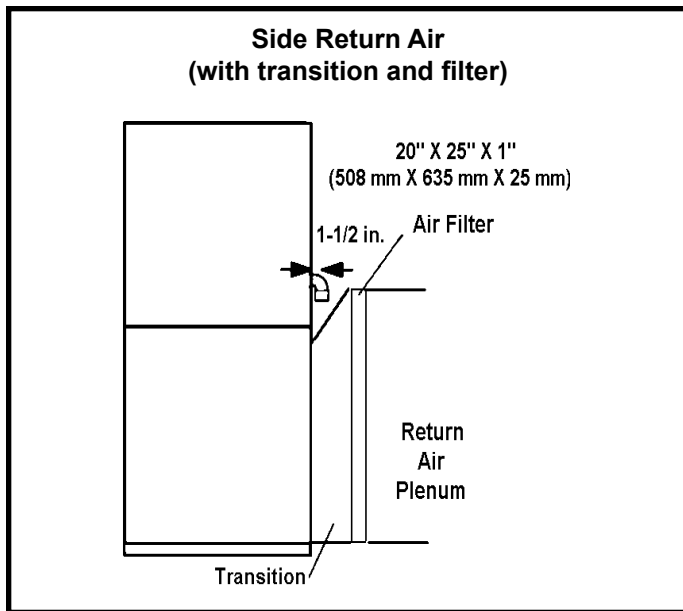 Side Return Air
(with transition and filter)
20" X 25" X 1"
(508 mm X 635 mm X 25 mm)
Air Filter
1-1/2 in.
Return
Air
Plenum
Transition